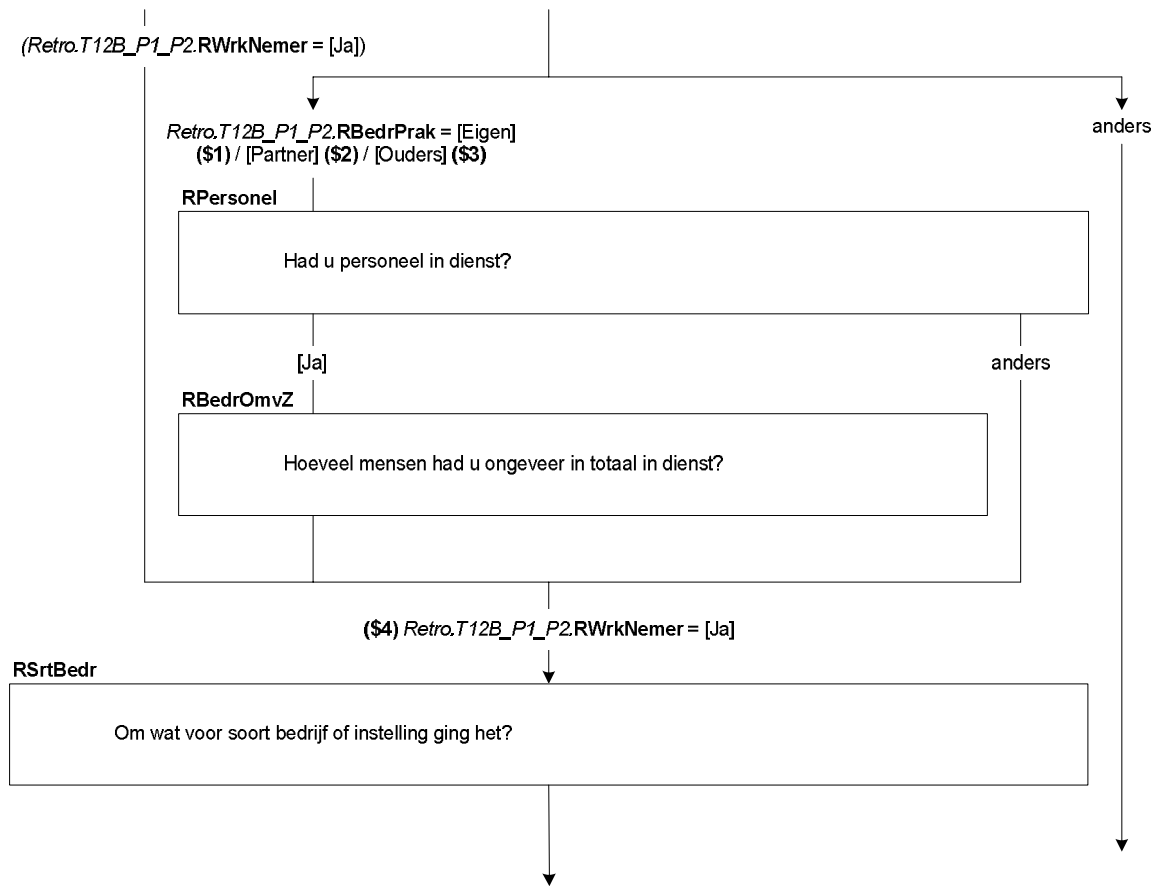 (Retro.T12B_P1_P2.RWrkNemer = [Ja])
Retro.T12B_P1_P2.RBedrPrak = [Eigen]
($1) / [Partner] ($2) / [Ouders] ($3)
anders
RPersonel
Had u personeel in dienst?
[Ja]
anders
RBedrOmvZ
Hoeveel mensen had u ongeveer in totaal in dienst?
($4) Retro.T12B_P1_P2.RWrkNemer = [Ja]
RSrtBedr
Om wat voor soort bedrijf of instelling ging het?